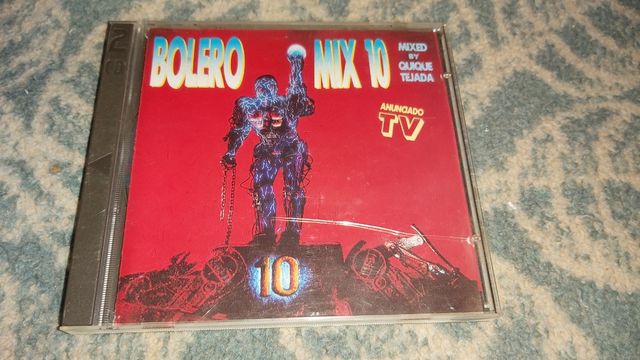 BOLERO MIX 10
MIXED
BY
QUIQUE
TEJADA
ANUNCIADO
TV
10